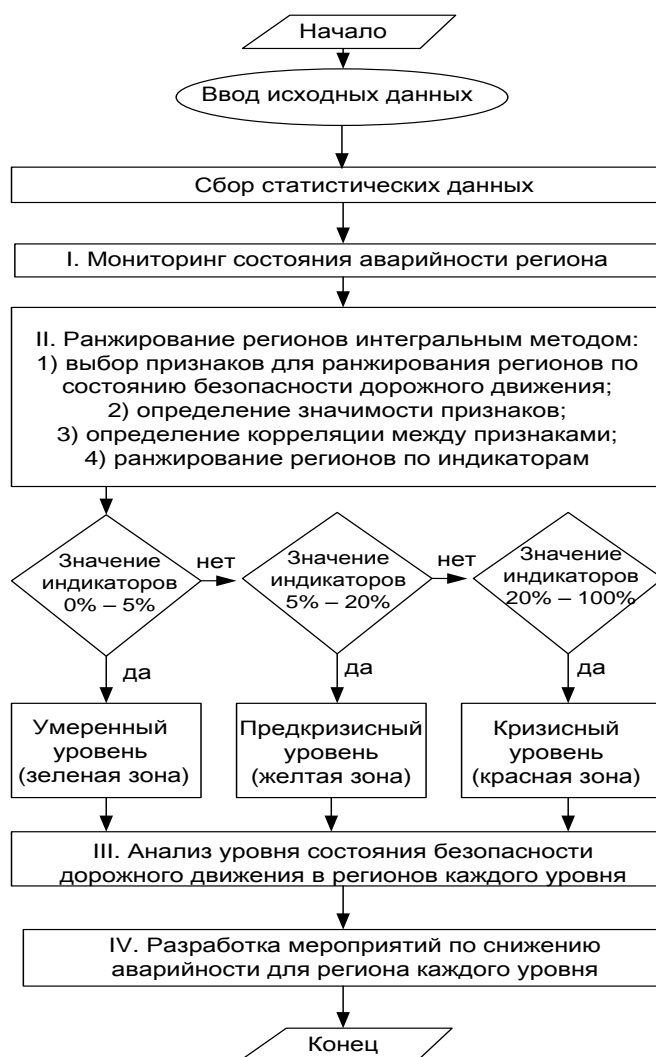 Начало
Ввод исходных данных
Сбор статистических данных
I. Мониторинг состояния аварийности региона
II. Ранжирование регионов интегральным методом:
1) выбор признаков для ранжирования регионов по
состоянию безопасности дорожного движения;
2) определение значимости признаков;
3) определение корреляции между признаками;
4) ранжирование регионов по индикаторам
Значение
индикаторов
0% – 5%
нет
Значение
индикаторов
5% – 20%
нет
Значение
индикаторов
20% – 100%
да
да
да
Умеренный
уровень
(зеленая зона)
Предкризисный
уровень
(желтая зона)
Кризисный
уровень
(красная зона)
III. Анализ уровня состояния безопасности
дорожного движения в регионов каждого уровня
IV. Разработка мероприятий по снижению
аварийности для региона каждого уровня
Конец